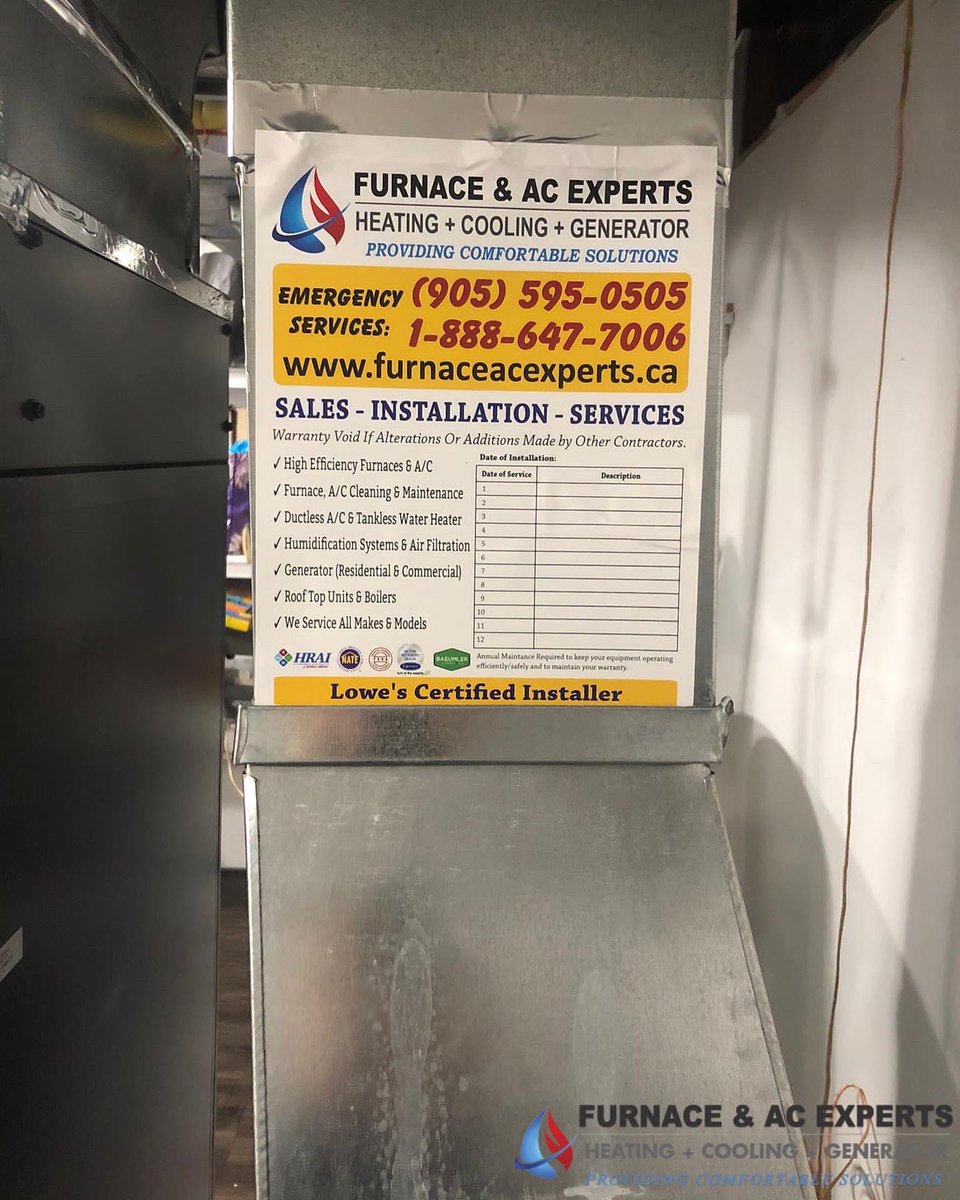 FURNACE & AC EXPERTS
HEATING + COOLING + GENERATOR
PROVIDING COMFORTABLE SOLUTIONS
EMERGENCY SERVICES:
(905) 595-0505
1-888-647-7006
www.furnaceacexperts.ca
SALES - INSTALLATION - SERVICES
Warranty Void If Alterations Or Additions Made by Other Contractors.
✓ High Efficiency Furnaces & A/C
✓ Furnace, A/C Cleaning & Maintenance
✓ Ductless A/C & Tankless Water Heater
✓ Humidification Systems & Air Filtration
✓ Generator (Residential & Commercial)
✓ Roof Top Units & Boilers
✓ We Service All Makes & Models
Date of Installation:
Date of Service Description
1
2
3
4
5
6
7
8
9
10
11
12
HRAI
NATE
BAEUMLER
Annual Maintance Required to keep your equipment operating
efficiently/safely and to maintain your warranty.
Lowe's Certified Installer
FURNACE & AC EXPERTS
HEATING + COOLING + GENERATOR
PROVIDING COMFORTABLE SOLUTIONS